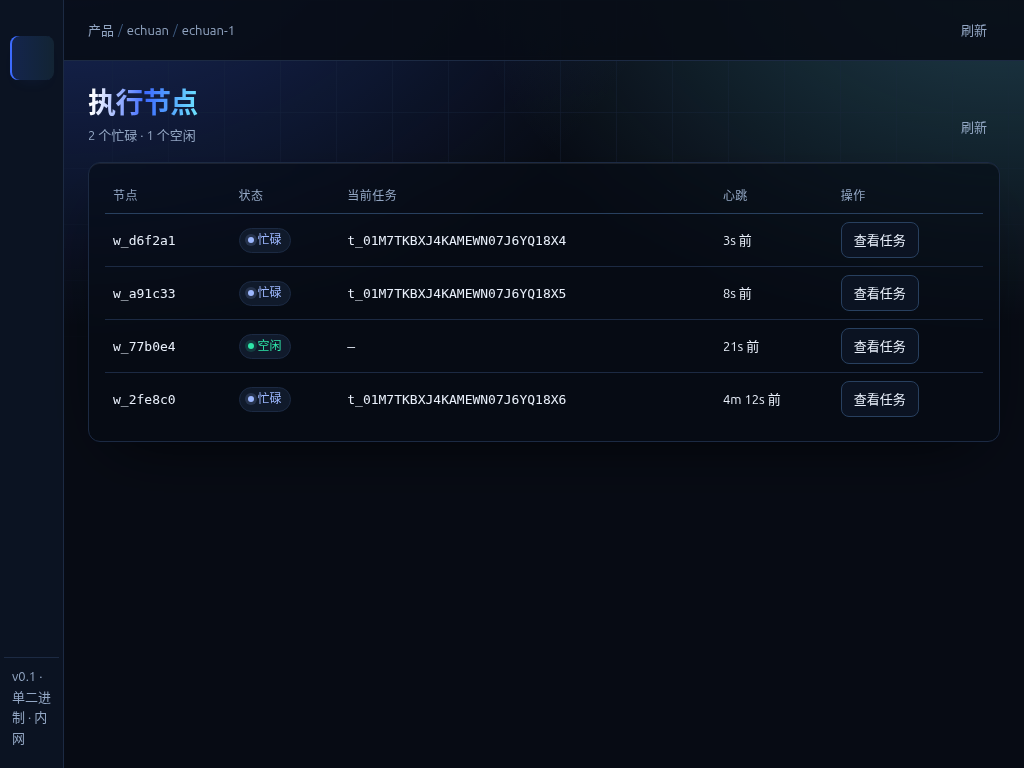 产品 / echuan / echuan-1 刷新
执行节点
2 个忙碌 · 1 个空闲 刷新
节点 状态 当前任务 心跳 操作
w_d6f2a1 忙碌 t_01M7TKBXJ4KAMEWN07J6YQ18X4 3s 前 查看任务
w_a91c33 忙碌 t_01M7TKBXJ4KAMEWN07J6YQ18X5 8s 前 查看任务
w_77b0e4 空闲 — 21s 前 查看任务
w_2fe8c0 忙碌 t_01M7TKBXJ4KAMEWN07J6YQ18X6 4m 12s 前 查看任务
v0.1 ·
单二进
制 · 内
网